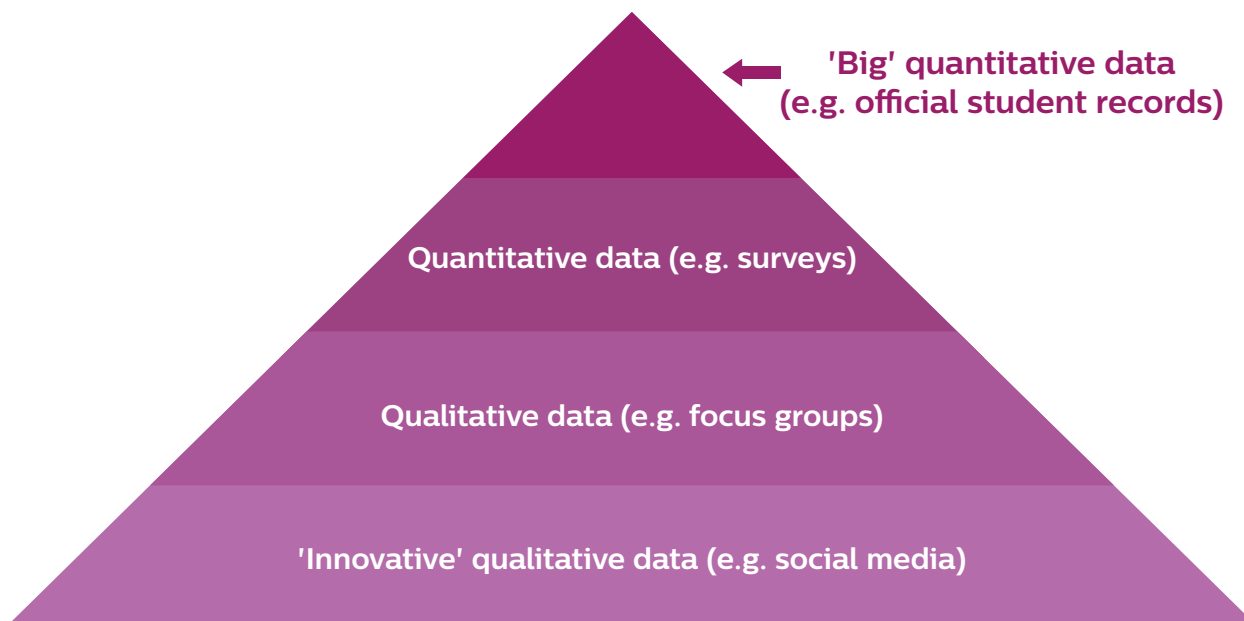 'Big' quantitative data
(e.g. official student records)
Quantitative data (e.g. surveys)
Qualitative data (e.g. focus groups)
'Innovative' qualitative data (e.g. social media)